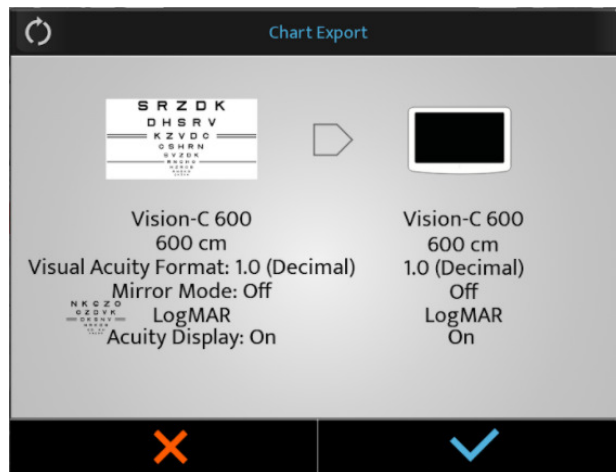 Chart Export
S R Z D K
D H S R V
K Z V D C
O S H R N
Vision-C 600
600 cm
Visual Acuity Format: 1.0 (Decimal)
Mirror Mode: Off
LogMAR
Acuity Display: On
N K C Z O
Vision-C 600
600 cm
1.0 (Decimal)
Off
LogMAR
On